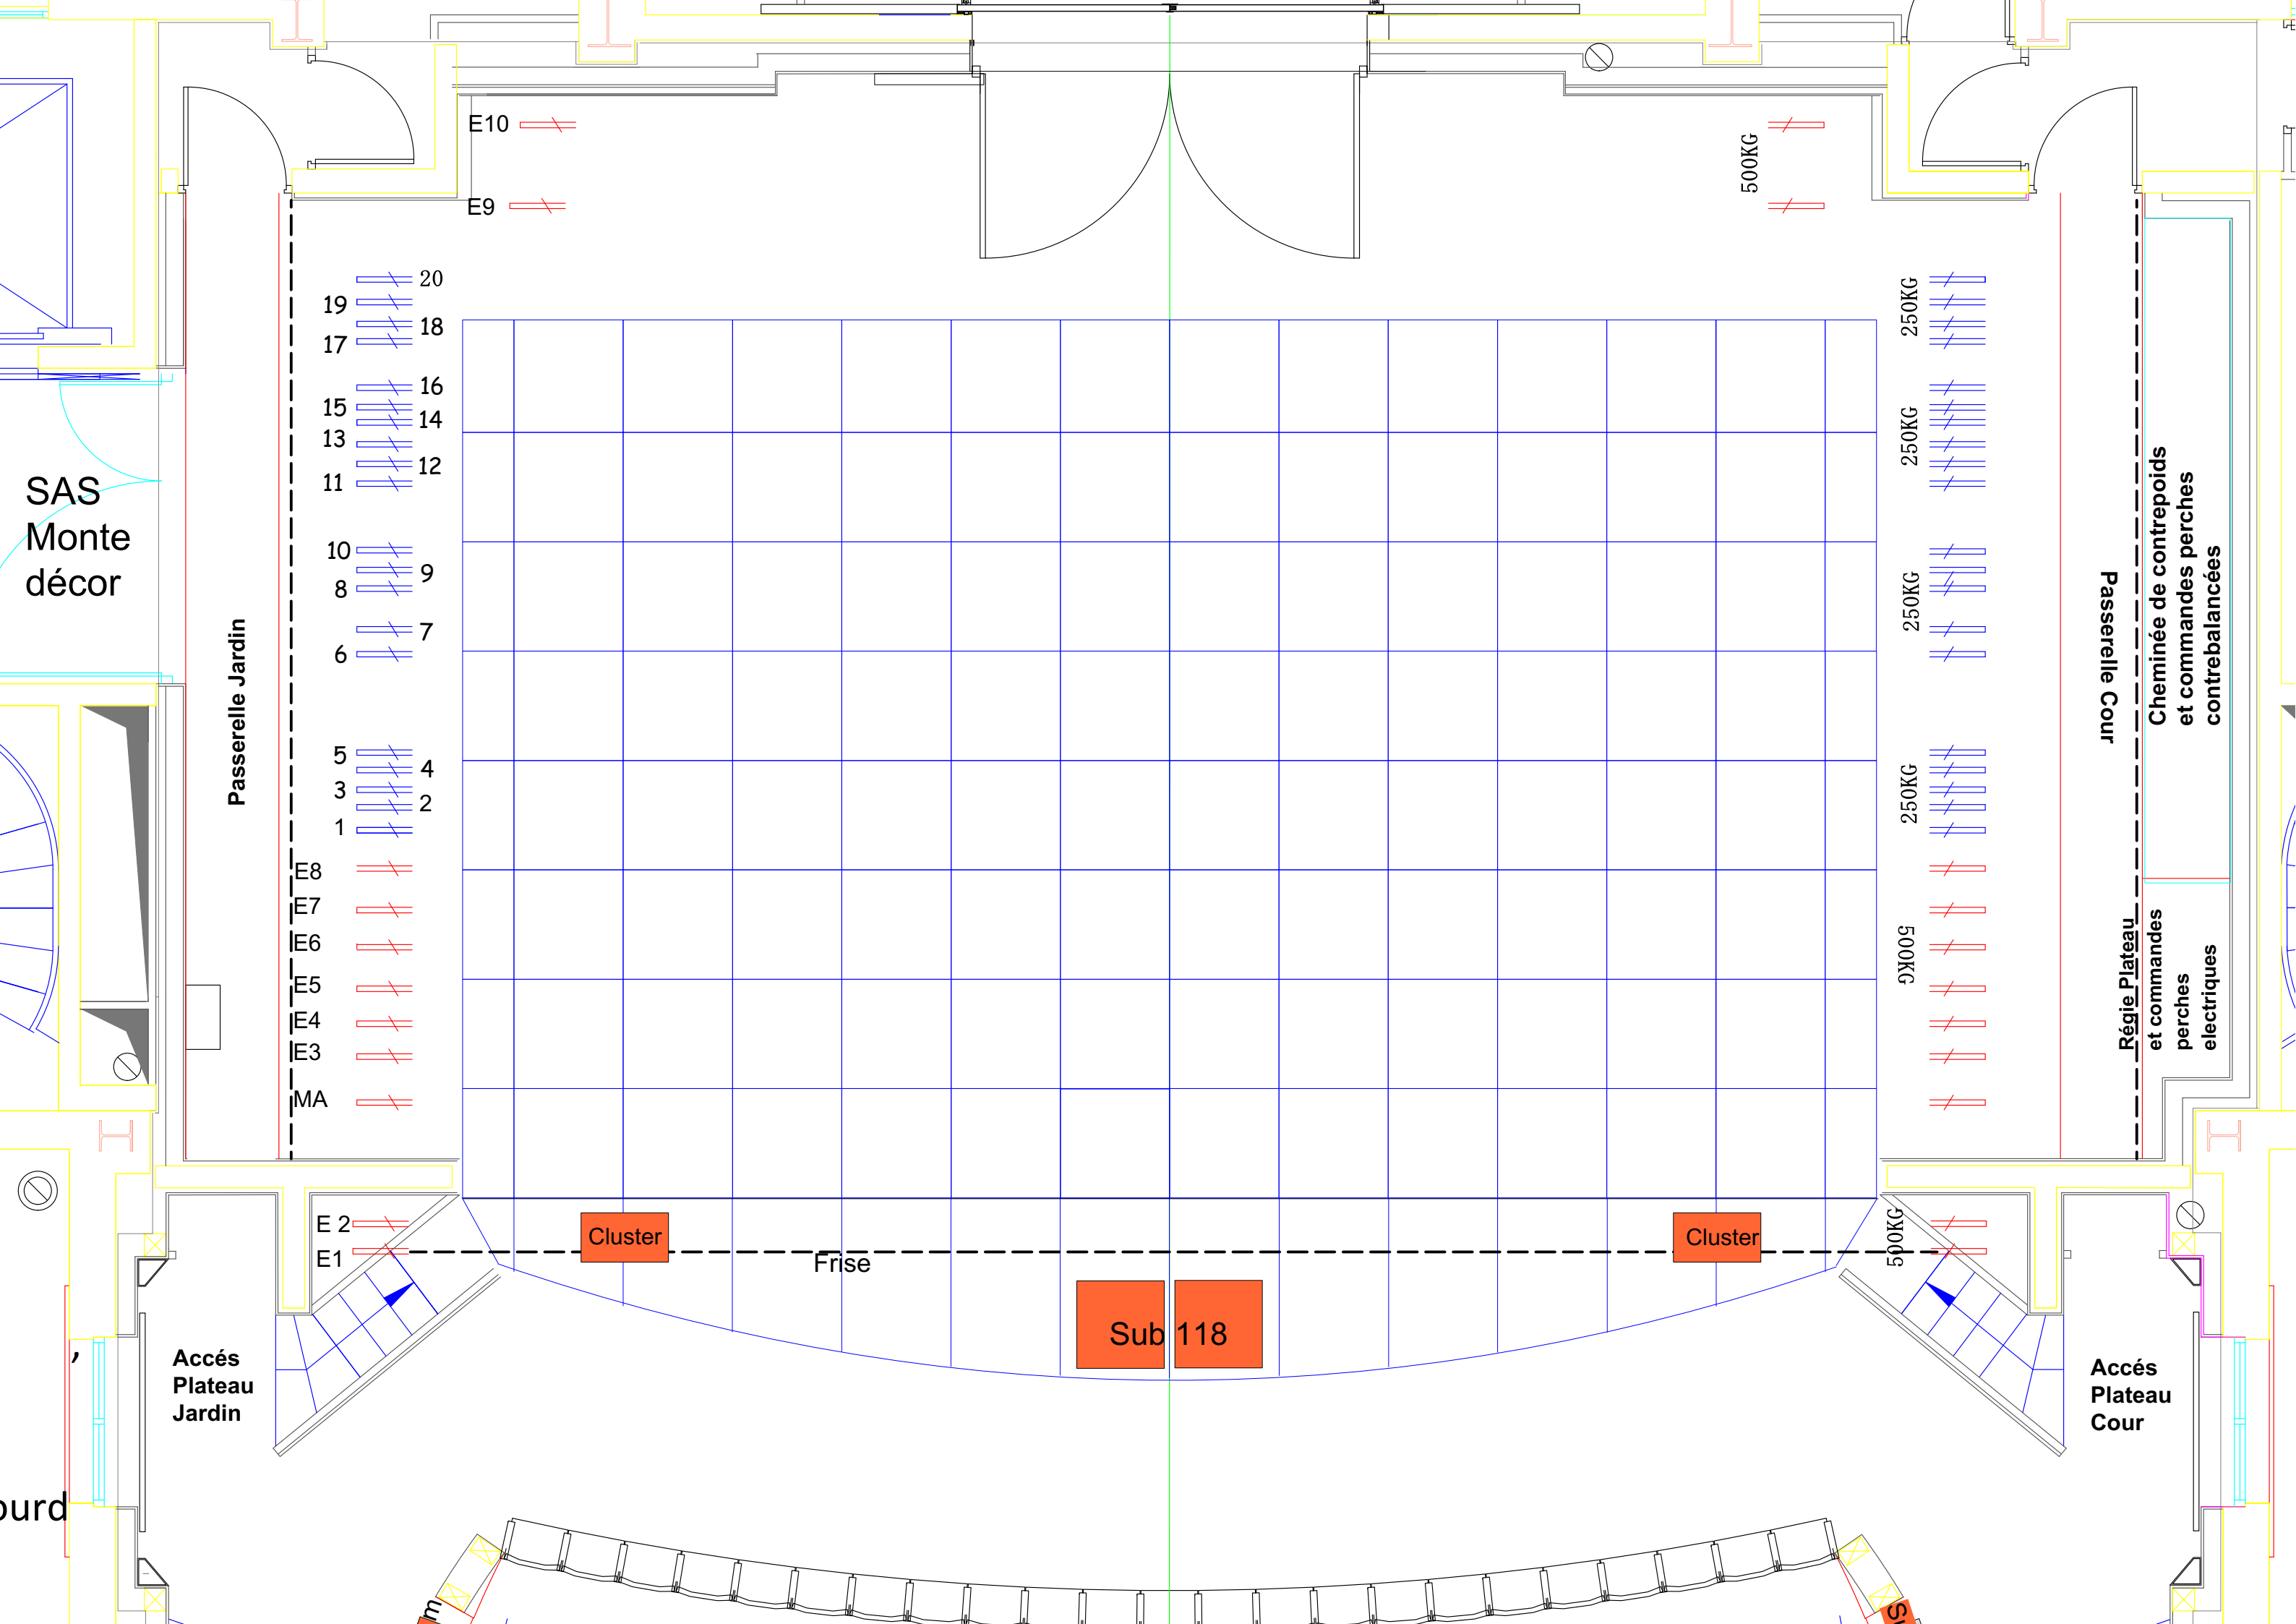 E10
500KG
E9
20
19
18
17
250KG
16
15
14
13
12
11
250KG
SAS
Monte
décor
10
9
8
7
6
250KG
Passerelle Jardin
Passerelle Cour
Cheminée de contrepoids
et commandes perches
contrebalancées
5
4
3
2
1
250KG
E8
E7
E6
E5
E4
E3
MA
500KG
Régie Plateau
et commandes
perches
electriques
E 2
E1
Cluster
Cluster
500KG
Frise
Sub 118
Accés
Plateau
Jardin
Accés
Plateau
Cour